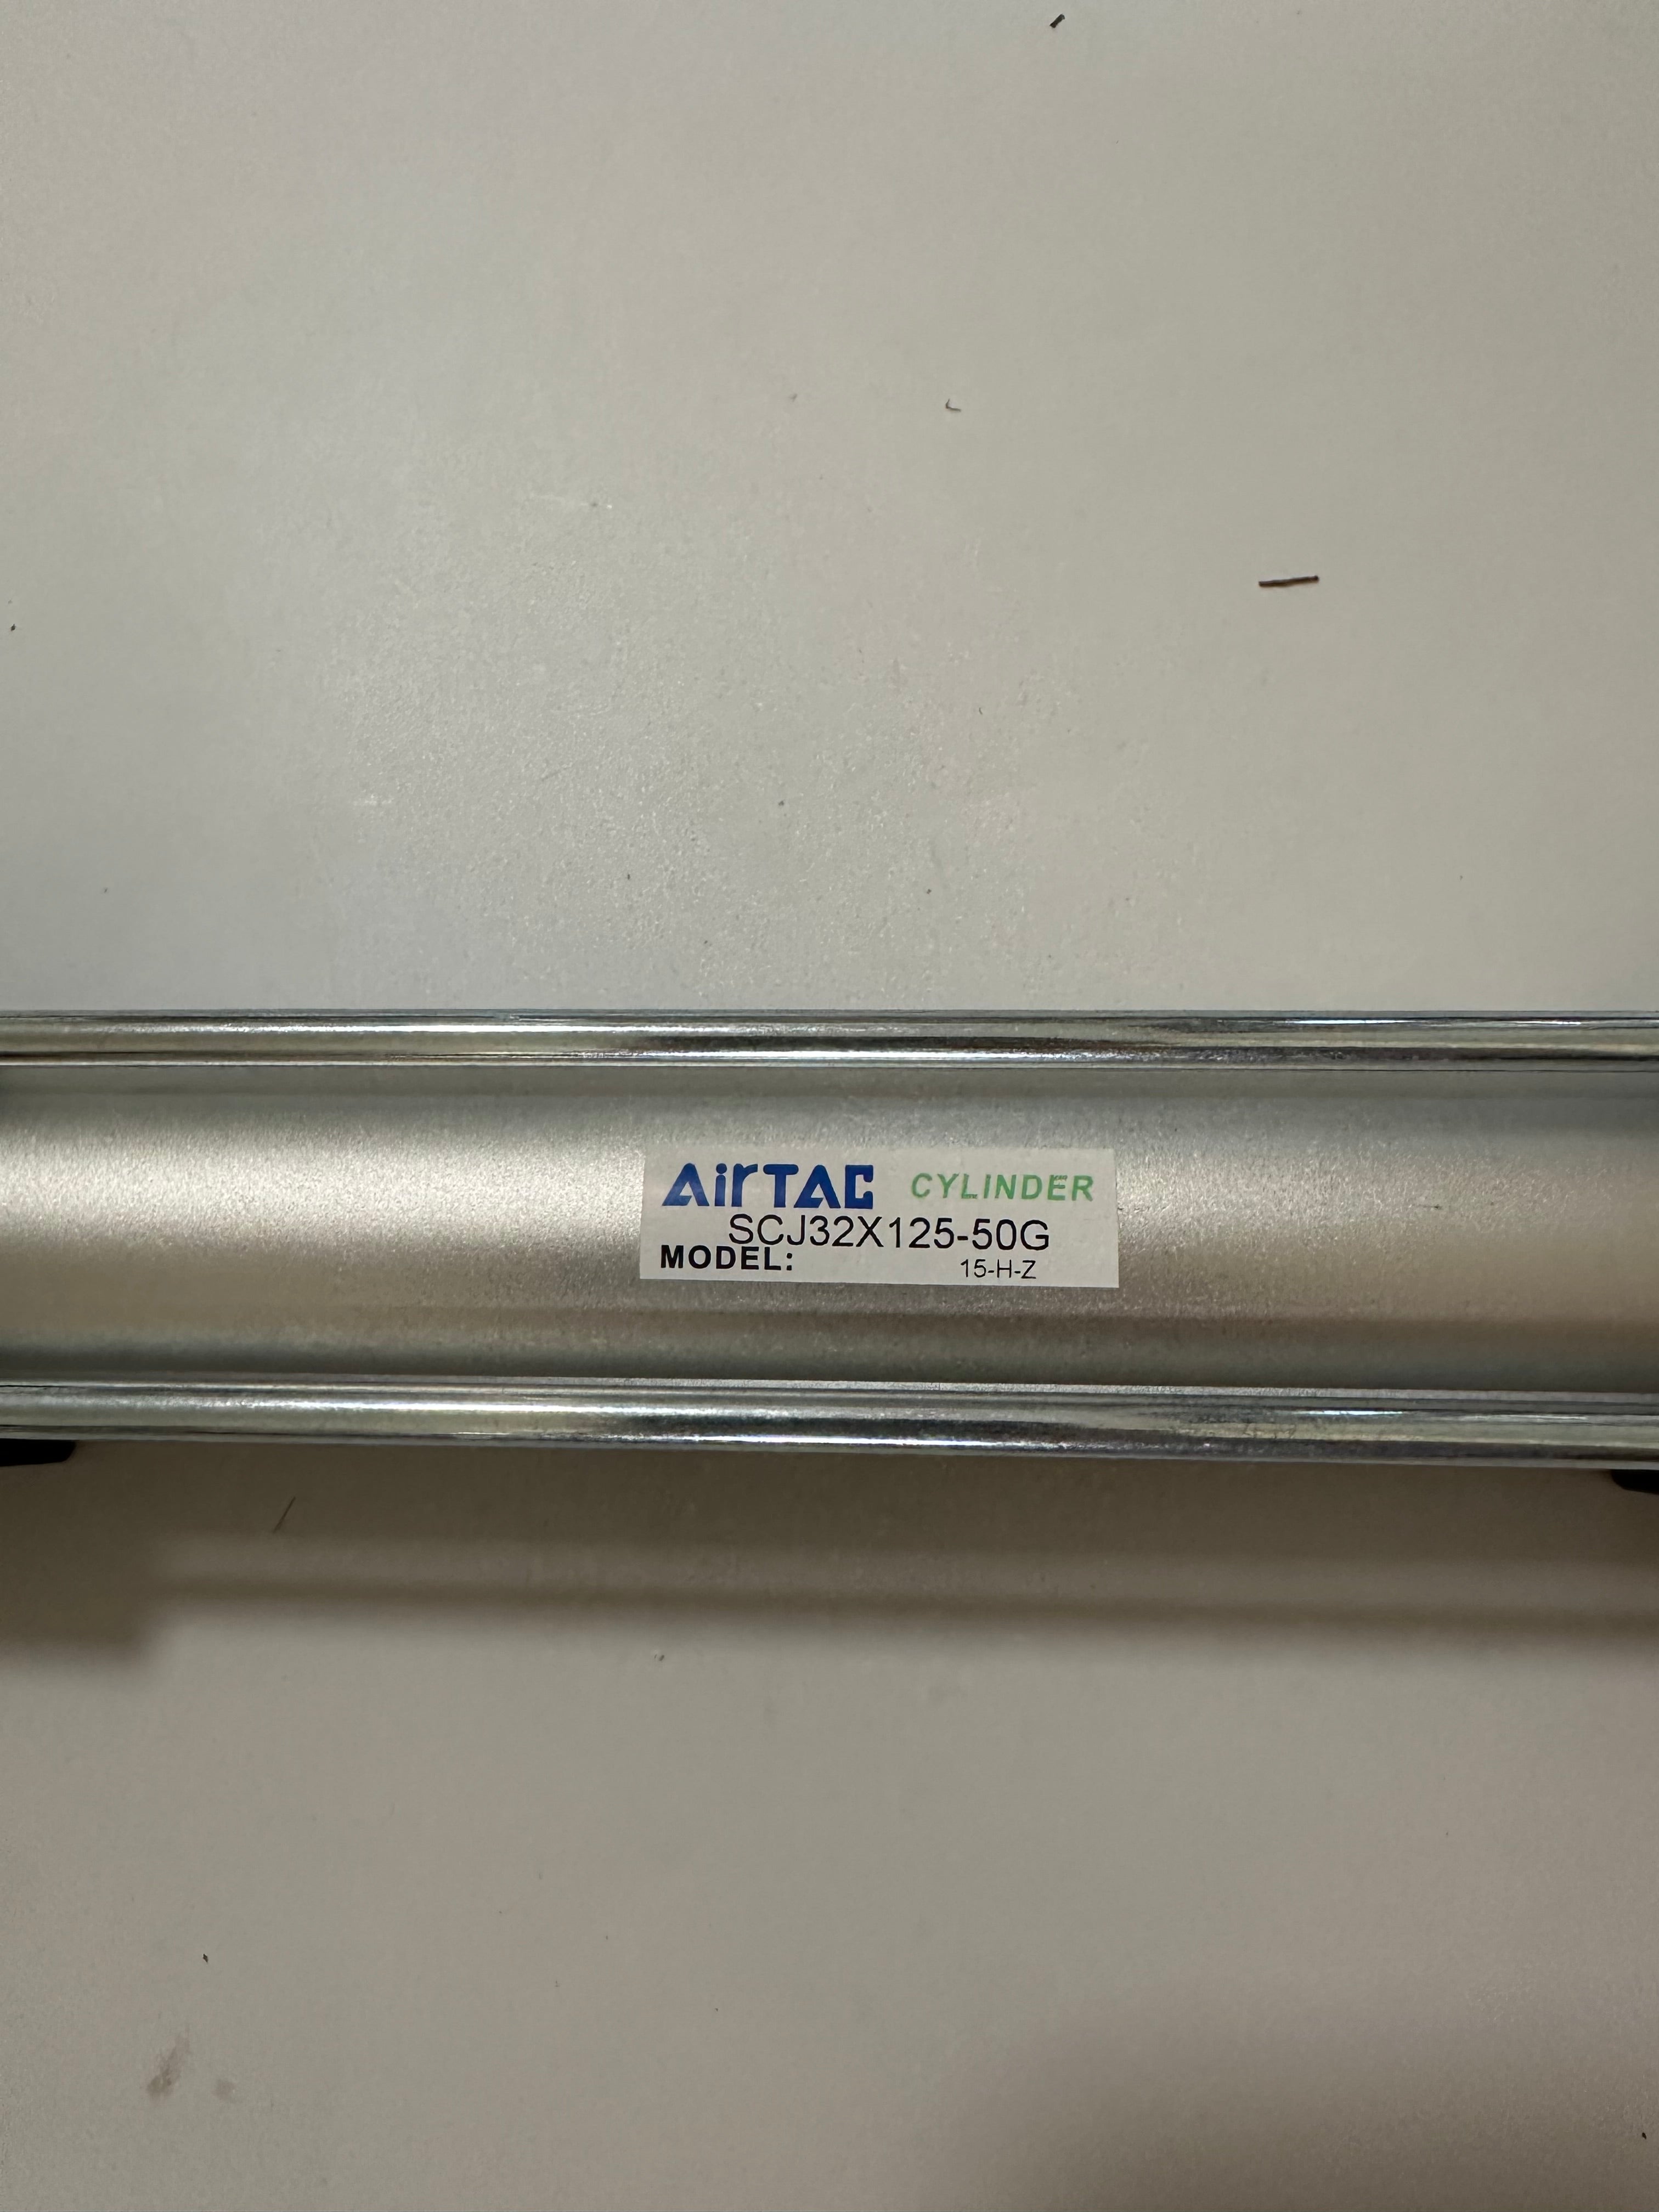 AirTAC CYLINDER
SCJ32X125-50G
MODEL:
15-H-Z